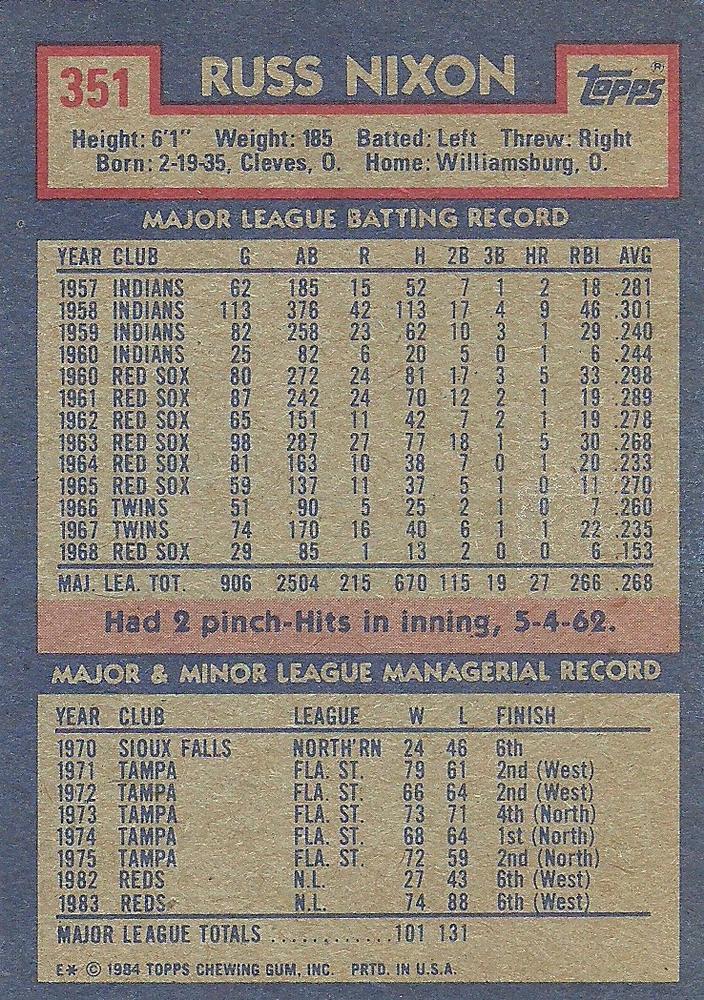 351 RUSS NIXON TOPPS®
Height: 6'1" Weight: 185 Batted: Left Threw: Right
Born: 2-19-35, Cleves, O. Home: Williamsburg, O.
MAJOR LEAGUE BATTING RECORD
YEAR CLUB G AB R H 2B 3B HR RBI AVG
1957 INDIANS 62 185 15 52 7 1 2 18 .281
1958 INDIANS 113 376 42 113 17 4 9 46 .301
1959 INDIANS 82 258 23 62 10 3 1 29 .240
1960 INDIANS 25 82 6 20 5 0 1 6 .244
1960 RED SOX 80 272 24 81 17 3 5 33 .298
1961 RED SOX 87 242 24 70 12 2 1 19 .289
1962 RED SOX 65 151 11 42 7 2 1 19 .278
1963 RED SOX 98 287 27 77 18 1 5 30 .268
1964 RED SOX 81 163 10 38 7 0 1 20 .233
1965 RED SOX 59 137 11 37 5 1 0 11 .270
1966 TWINS 51 90 5 25 2 1 0 7 .260
1967 TWINS 74 170 16 40 6 1 1 22 .235
1968 RED SOX 29 85 1 13 2 0 0 6 .153
MAJ. LEA. TOT. 906 2504 215 670 115 19 27 266 .268
Had 2 pinch-Hits in inning, 5-4-62.
MAJOR & MINOR LEAGUE MANAGERIAL RECORD
YEAR CLUB LEAGUE W L FINISH
1970 SIOUX FALLS NORTH'RN 24 46 6th
1971 TAMPA FLA. ST. 79 61 2nd (West)
1972 TAMPA FLA. ST. 66 64 2nd (West)
1973 TAMPA FLA. ST. 73 71 4th (North)
1974 TAMPA FLA. ST. 68 64 1st (North)
1975 TAMPA FLA. ST. 72 59 2nd (North)
1982 REDS N.L. 27 43 6th (West)
1983 REDS N.L. 74 88 6th (West)
MAJOR LEAGUE TOTALS ............101 131
E* © 1984 TOPPS CHEWING GUM, INC. PRTD. IN U.S.A.